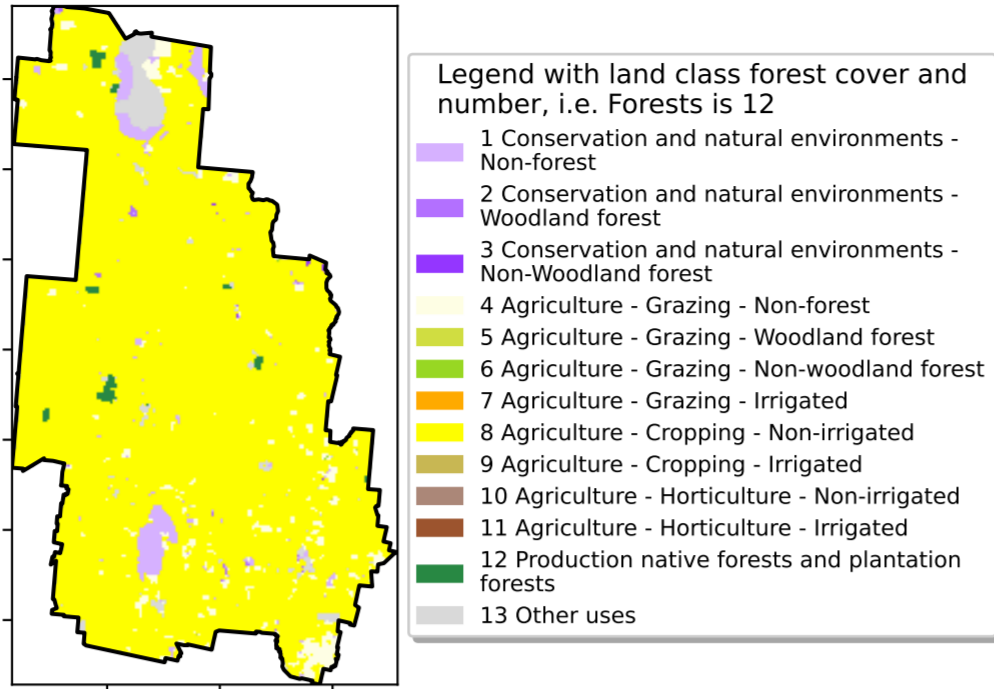 Legend with land class forest cover and
number, i.e. Forests is 12
1 Conservation and natural environments -
Non-forest
2 Conservation and natural environments -
Woodland forest
3 Conservation and natural environments -
Non-Woodland forest
4 Agriculture - Grazing - Non-forest
5 Agriculture - Grazing - Woodland forest
6 Agriculture - Grazing - Non-woodland forest
7 Agriculture - Grazing - Irrigated
8 Agriculture - Cropping - Non-irrigated
9 Agriculture - Cropping - Irrigated
10 Agriculture - Horticulture - Non-irrigated
11 Agriculture - Horticulture - Irrigated
12 Production native forests and plantation
forests
13 Other uses